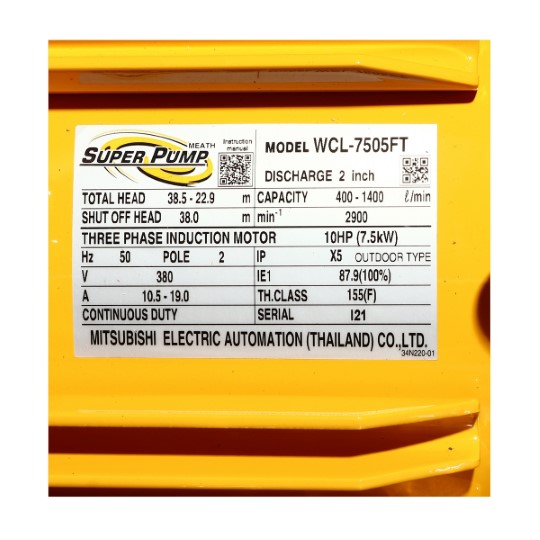 MEATH
SUPER PUMP
Instruction
manual
MODEL WCL-7505FT
DISCHARGE 2 inch
TOTAL HEAD 38.5 - 22.9 m CAPACITY 400 - 1400 ℓ/min
SHUT OFF HEAD 38.0 m min⁻¹ 2900
THREE PHASE INDUCTION MOTOR 10HP (7.5kW)
Hz 50 POLE 2 IP X5 OUTDOOR TYPE
V 380 IE1 87.9(100%)
A 10.5 - 19.0 TH.CLASS 155(F)
CONTINUOUS DUTY SERIAL I21
MITSUBISHI ELECTRIC AUTOMATION (THAILAND) CO.,LTD.
34N220-01